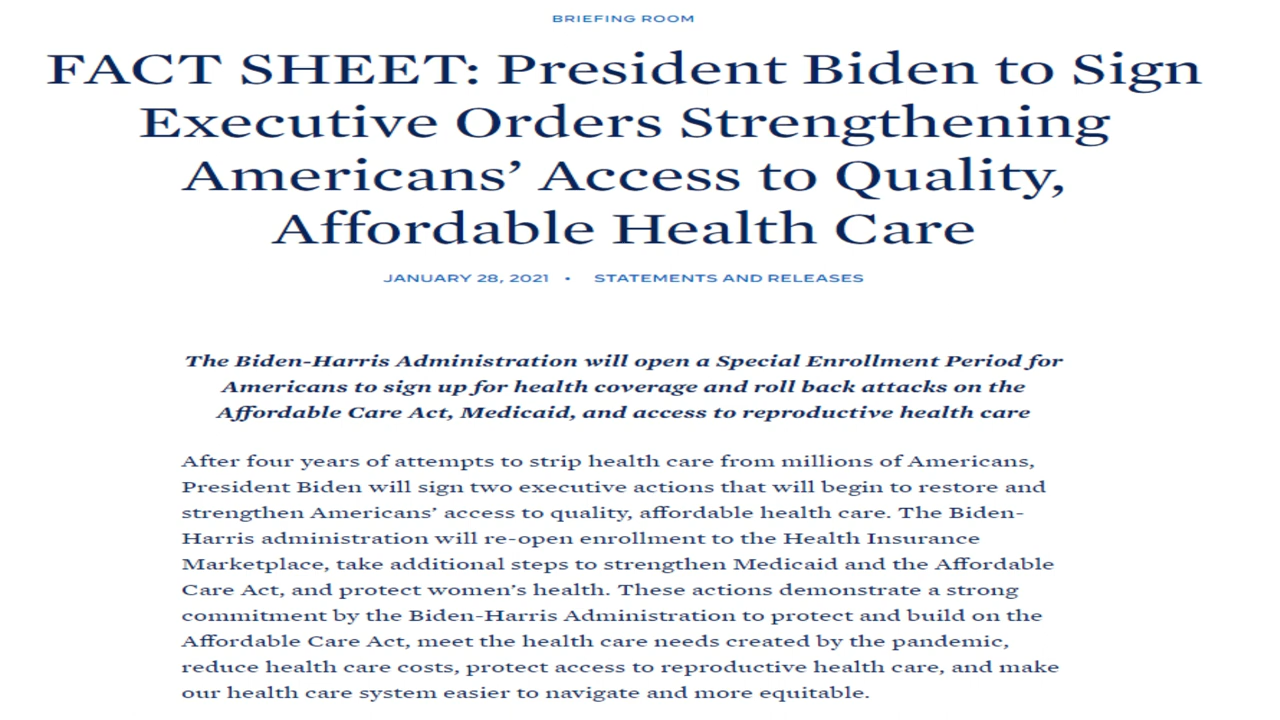 BRIEFING ROOM
FACT SHEET: President Biden to Sign
Executive Orders Strengthening
Americans’ Access to Quality,
Affordable Health Care
JANUARY 28, 2021 • STATEMENTS AND RELEASES
The Biden-Harris Administration will open a Special Enrollment Period for
Americans to sign up for health coverage and roll back attacks on the
Affordable Care Act, Medicaid, and access to reproductive health care
After four years of attempts to strip health care from millions of Americans,
President Biden will sign two executive actions that will begin to restore and
strengthen Americans’ access to quality, affordable health care. The Biden-
Harris administration will re-open enrollment to the Health Insurance
Marketplace, take additional steps to strengthen Medicaid and the Affordable
Care Act, and protect women’s health. These actions demonstrate a strong
commitment by the Biden-Harris Administration to protect and build on the
Affordable Care Act, meet the health care needs created by the pandemic,
reduce health care costs, protect access to reproductive health care, and make
our health care system easier to navigate and more equitable.